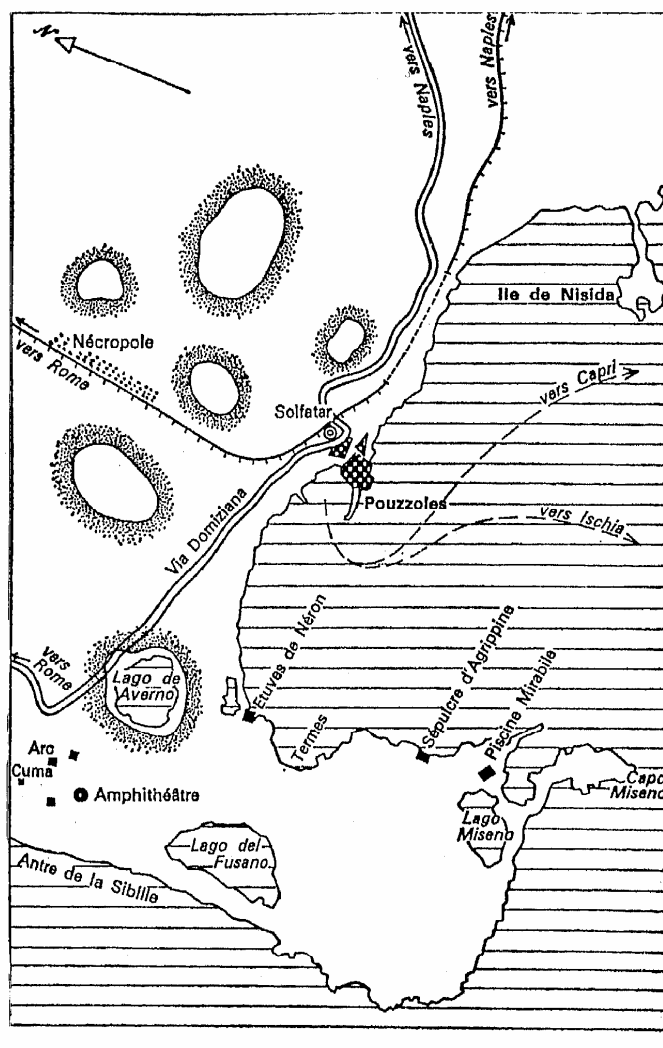 N
vers Naples
vers Naples
Ile de Nisida
Nécropole
vers Rome
vers Capri
Solfatar
Pouzzoles
vers Ischia
Via Domiziana
Etuves de Néron
Sépulcre d'Agrippine
Piscine Mirabile
vers
Rome
Lago de
Averno
Termes
Arc
Cuma
Amphithéâtre
Capo
Miseno
Lago
Miseno
Lago del
Fusano
Antre de la Sibille